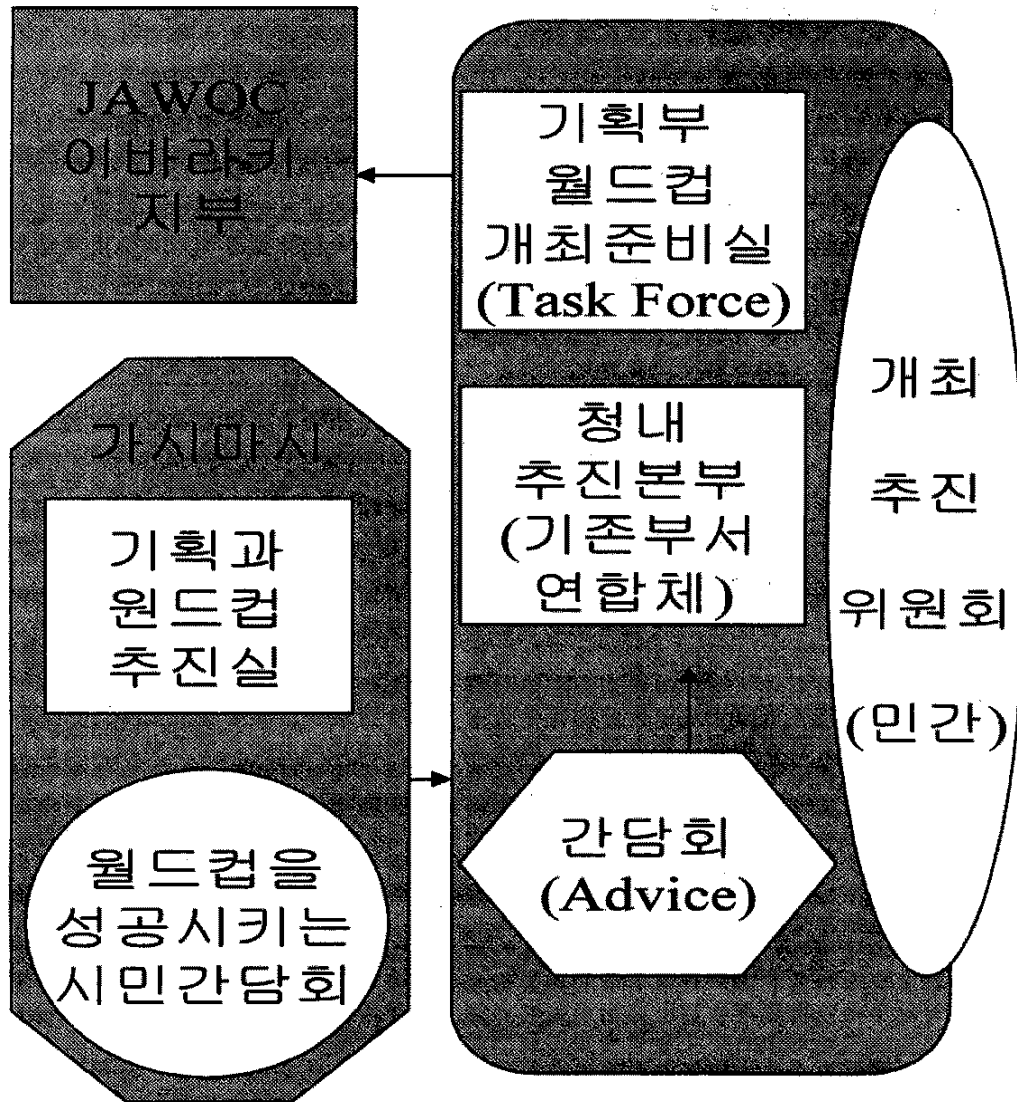 JAWOC
이바라키
지부
기획부
월드컵
개최준비실
(Task Force)
청내
추진본부
(기존부서
연합체)
간담회
(Advice)
개최
추진
위원회
(민간)
가시마시
기획과
원드컵
추진실
월드컵을
성공시키는
시민간담회